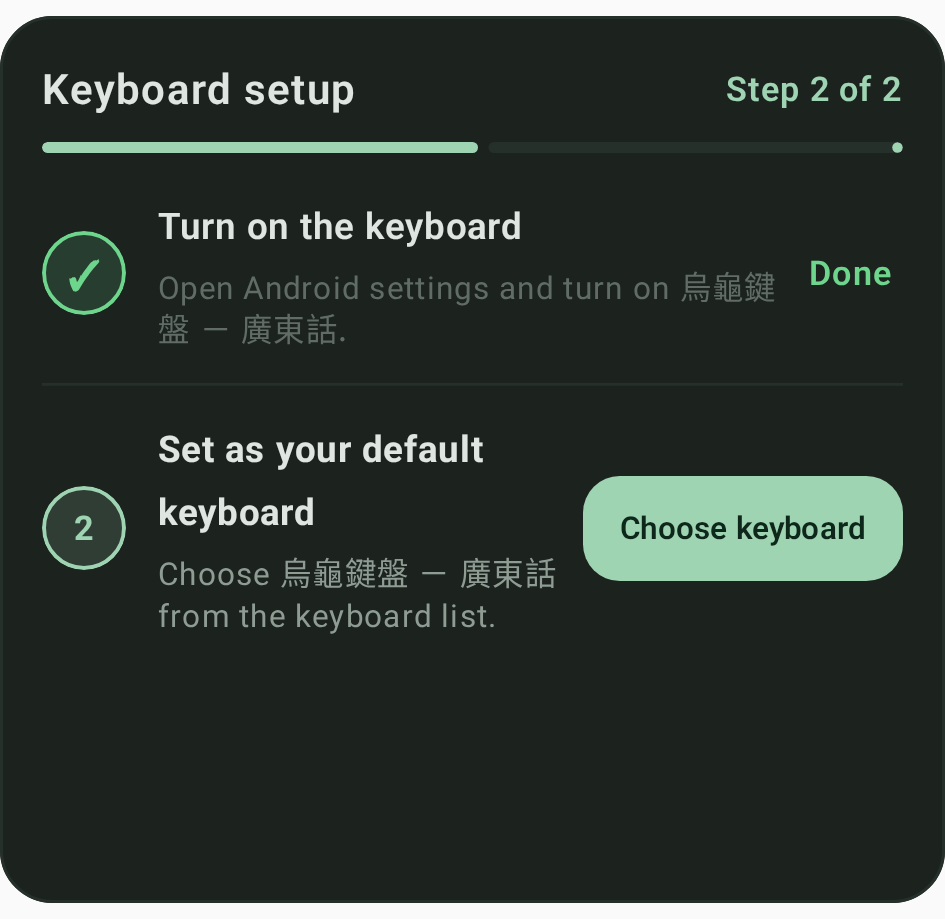 Keyboard setup
Step 2 of 2
✓
Turn on the keyboard
Open Android settings and turn on 烏龜鍵
盤 － 廣東話.
Done
2
Set as your default
keyboard
Choose 烏龜鍵盤 － 廣東話
from the keyboard list.
Choose keyboard